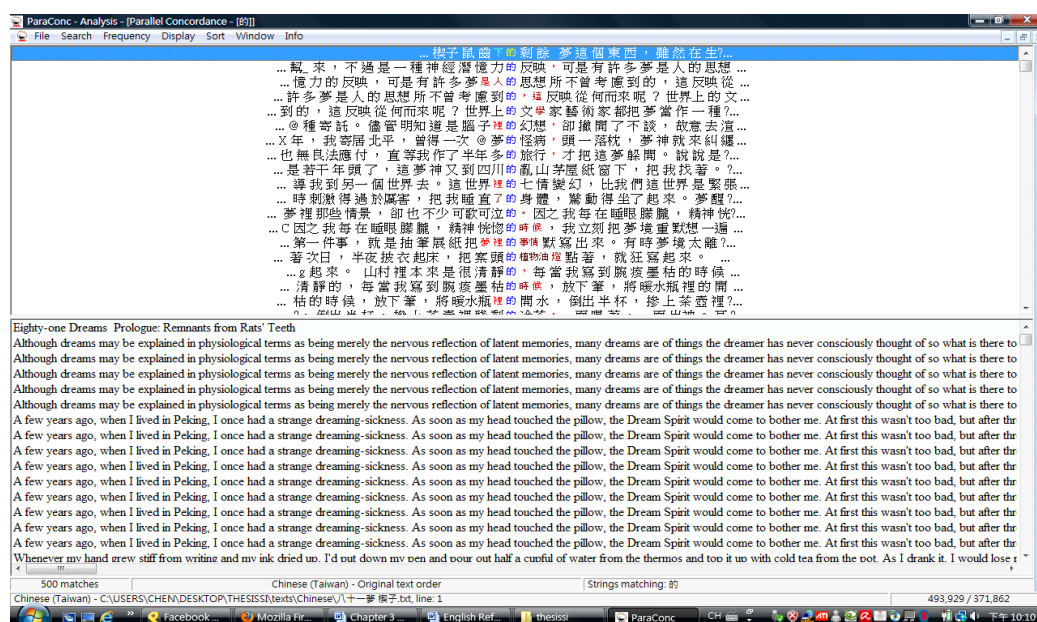 ParaConc - Analysis - [Parallel Concordance - [的]]
File Search Frequency Display Sort Window Info
... 楔子鼠齒下的剩餘 夢這個東西，雖然在生?...
... 幫_來，不過是一種神經潛憶力的反映，可是有許多夢是人的思想 ...
... 憶力的反映，可是有許多夢是人的思想所不曾考慮到的，這反映從 ...
... 許多夢是人的思想所不曾考慮到的，這反映從何而來呢？世界上的文 ...
... 到的，這反映從何而來呢？世界上的文學家藝術家都把夢當作一種?...
... @種寄託。儘管明知道是腦子裡的幻想，卻撇開了不談，故意去渲...
... X年，我寄居北平，曾得一次@夢的怪病，頭一落枕，夢神就來糾纏...
... 也無良法應付，直等我作了半年多的旅行，才把這夢躲開。說說是?...
... 是若干年頭了，這夢神又到四川的亂山茅屋紙窗下，把我找著。?...
... 導我到另一個世界去。這世界裡的七情變幻，比我們這世界是緊張...
... 時刺激得過於厲害，把我睡直了的身體，驚動得坐了起來。夢醒?...
... 夢裡那些情景，卻也不少可歌可泣的。因之我每在睡眼朦朧，精神恍?...
... C因之我每在睡眼朦朧，精神恍惚的時候，我立刻把夢境重默想一遍 ...
... 第一件事，就是抽筆展紙把夢裡的事情默寫出來。有時夢境太離?...
... 著次日，半夜披衣起床，把案頭的植物油燈點著，就狂寫起來。 ...
... g起來。 山村裡本來是很清靜的，每當我寫到腕痠墨枯的時候 ...
... 清靜的，每當我寫到腕痠墨枯的時候，放下筆，將暖水瓶裡的開 ...
... 枯的時候，放下筆，將暖水瓶裡的開水，倒出半杯，摻上茶壺裡?...
Eighty-one Dreams Prologue: Remnants from Rats' Teeth
Although dreams may be explained in physiological terms as being merely the nervous reflection of latent memories, many dreams are of things the dreamer has never consciously thought of so what is there to
Although dreams may be explained in physiological terms as being merely the nervous reflection of latent memories, many dreams are of things the dreamer has never consciously thought of so what is there to
Although dreams may be explained in physiological terms as being merely the nervous reflection of latent memories, many dreams are of things the dreamer has never consciously thought of so what is there to
Although dreams may be explained in physiological terms as being merely the nervous reflection of latent memories, many dreams are of things the dreamer has never consciously thought of so what is there to
Although dreams may be explained in physiological terms as being merely the nervous reflection of latent memories, many dreams are of things the dreamer has never consciously thought of so what is there to
A few years ago, when I lived in Peking, I once had a strange dreaming-sickness. As soon as my head touched the pillow, the Dream Spirit would come to bother me. At first this wasn't too bad, but after thr
A few years ago, when I lived in Peking, I once had a strange dreaming-sickness. As soon as my head touched the pillow, the Dream Spirit would come to bother me. At first this wasn't too bad, but after thr
A few years ago, when I lived in Peking, I once had a strange dreaming-sickness. As soon as my head touched the pillow, the Dream Spirit would come to bother me. At first this wasn't too bad, but after thr
A few years ago, when I lived in Peking, I once had a strange dreaming-sickness. As soon as my head touched the pillow, the Dream Spirit would come to bother me. At first this wasn't too bad, but after thr
A few years ago, when I lived in Peking, I once had a strange dreaming-sickness. As soon as my head touched the pillow, the Dream Spirit would come to bother me. At first this wasn't too bad, but after thr
A few years ago, when I lived in Peking, I once had a strange dreaming-sickness. As soon as my head touched the pillow, the Dream Spirit would come to bother me. At first this wasn't too bad, but after thr
A few years ago, when I lived in Peking, I once had a strange dreaming-sickness. As soon as my head touched the pillow, the Dream Spirit would come to bother me. At first this wasn't too bad, but after thr
A few years ago, when I lived in Peking, I once had a strange dreaming-sickness. As soon as my head touched the pillow, the Dream Spirit would come to bother me. At first this wasn't too bad, but after thr
A few years ago, when I lived in Peking, I once had a strange dreaming-sickness. As soon as my head touched the pillow, the Dream Spirit would come to bother me. At first this wasn't too bad, but after thr
Whenever my hand grew stiff from writing and my ink dried up, I'd put down my pen and pour out half a cupful of water from the thermos and top it up with cold tea from the pot. As I drank it, I would lose
500 matches Chinese (Taiwan) - Original text order Strings matching: 的
Chinese (Taiwan) - C:\USERS\CHEN\DESKTOP\THESISSI\texts\Chinese\八十一夢 楔子.txt, line: 1 493,929 / 371,862
Facebook ... Mozilla Fir... Chapter 3 ... English Ref... thesissi ParaConc CH 下午 10:10